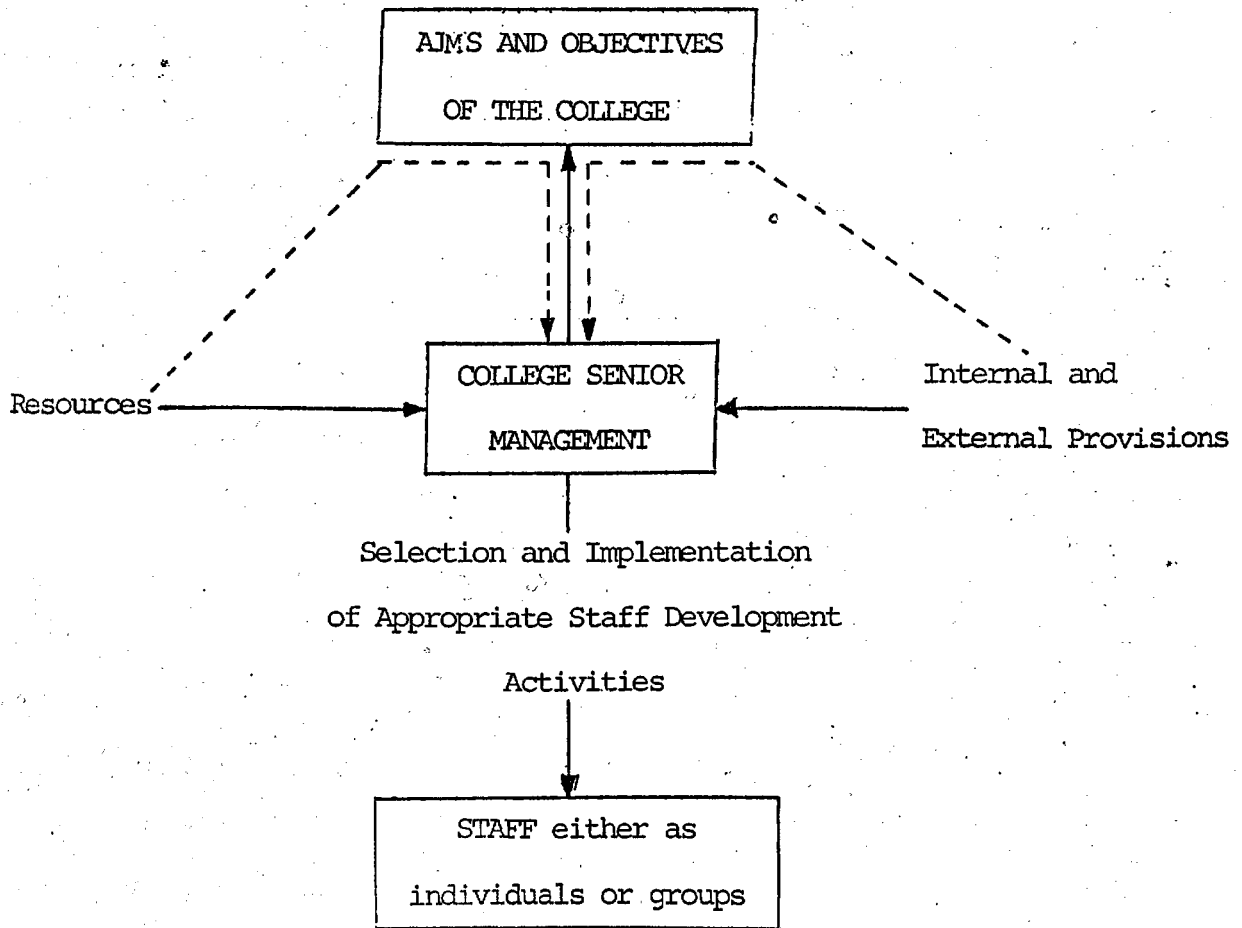 AIMS AND OBJECTIVES
OF THE COLLEGE
COLLEGE SENIOR
MANAGEMENT
Resources
Internal and
External Provisions
Selection and Implementation
of Appropriate Staff Development
Activities
STAFF either as
individuals or groups